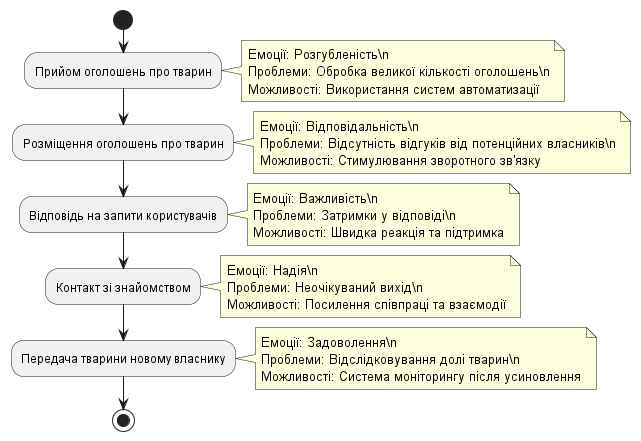 Прийом оголошень про тварин
Емоції: Розгубленість\n
Проблеми: Обробка великої кількості оголошень\n
Можливості: Використання систем автоматизації
Розміщення оголошень про тварин
Емоції: Відповідальність\n
Проблеми: Відсутність відгуків від потенційних власників\n
Можливості: Стимулювання зворотного зв'язку
Відповідь на запити користувачів
Емоції: Важливість\n
Проблеми: Затримки у відповіді\n
Можливості: Швидка реакція та підтримка
Контакт зі знайомством
Емоції: Надія\n
Проблеми: Неочікуваний вихід\n
Можливості: Посилення співпраці та взаємодії
Передача тварини новому власнику
Емоції: Задоволення\n
Проблеми: Відслідковування долі тварин\n
Можливості: Система моніторингу після усиновлення